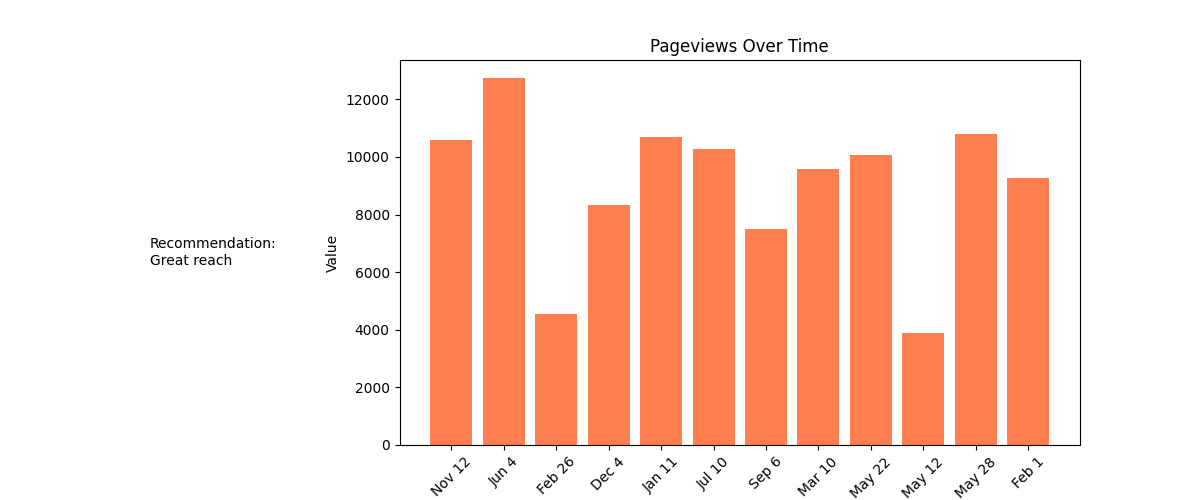 Pageviews Over Time
Recommendation:
Great reach
Value
12000
10000
8000
6000
4000
2000
0
Nov 12
Jun 4
Feb 26
Dec 4
Jan 11
Jul 10
Sep 6
Mar 10
May 22
May 12
May 28
Feb 1